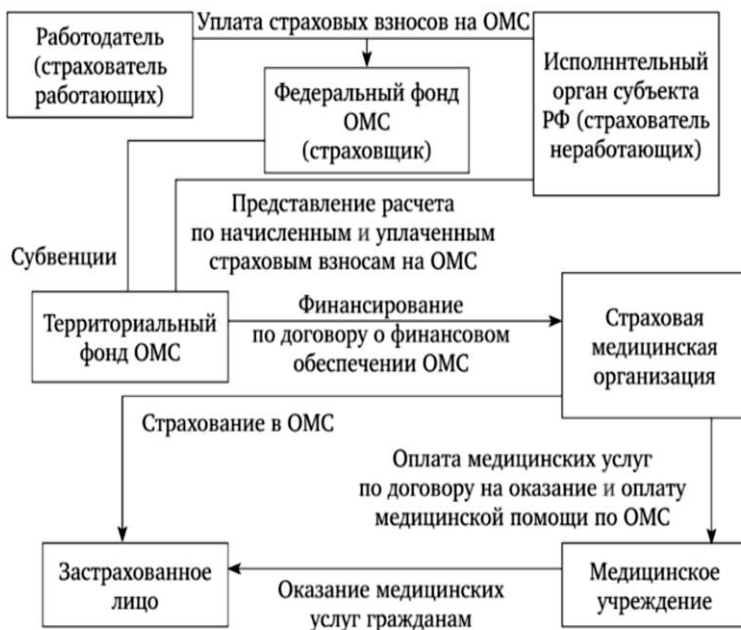 Уплата страховых взносов на ОМС
Работодатель
(страхователь
работающих)
Федеральный фонд
ОМС
(страховщик)
Исполннтельный
орган субъекта
РФ (страхователь
неработающих)
Субвенции
Представление расчета
по начисленным и уплаченным
страховым взносам на ОМС
Территориальный
фонд ОМС
Финансирование
по договору о финансовом
обеспечении ОМС
Страховая
медицинская
организация
Страхование в ОМС
Оплата медицинских услуг
по договору на оказание и оплату
медицинской помощи по ОМС
Застрахованное
лицо
Оказание медицинских
услуг гражданам
Медицинское
учреждение